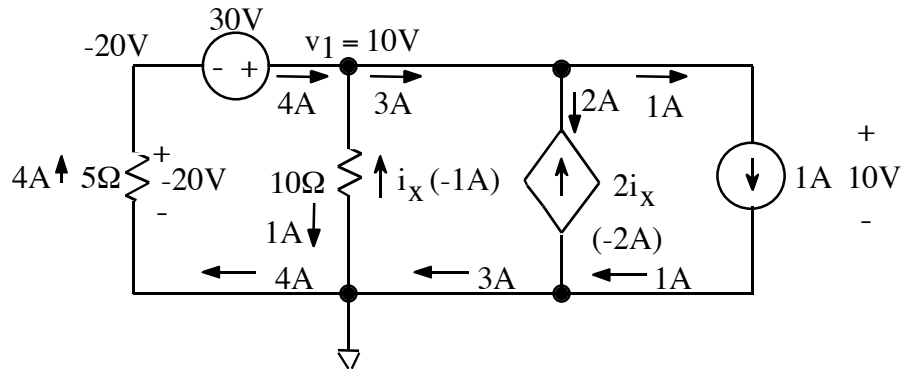 30V
-20V
v1 = 10V
- +
4A
3A
2A
1A
4A
5Ω
+
-20V
-
10Ω
ix (-1A)
2ix
1A
+
10V
-
1A
(-2A)
4A
3A
1A